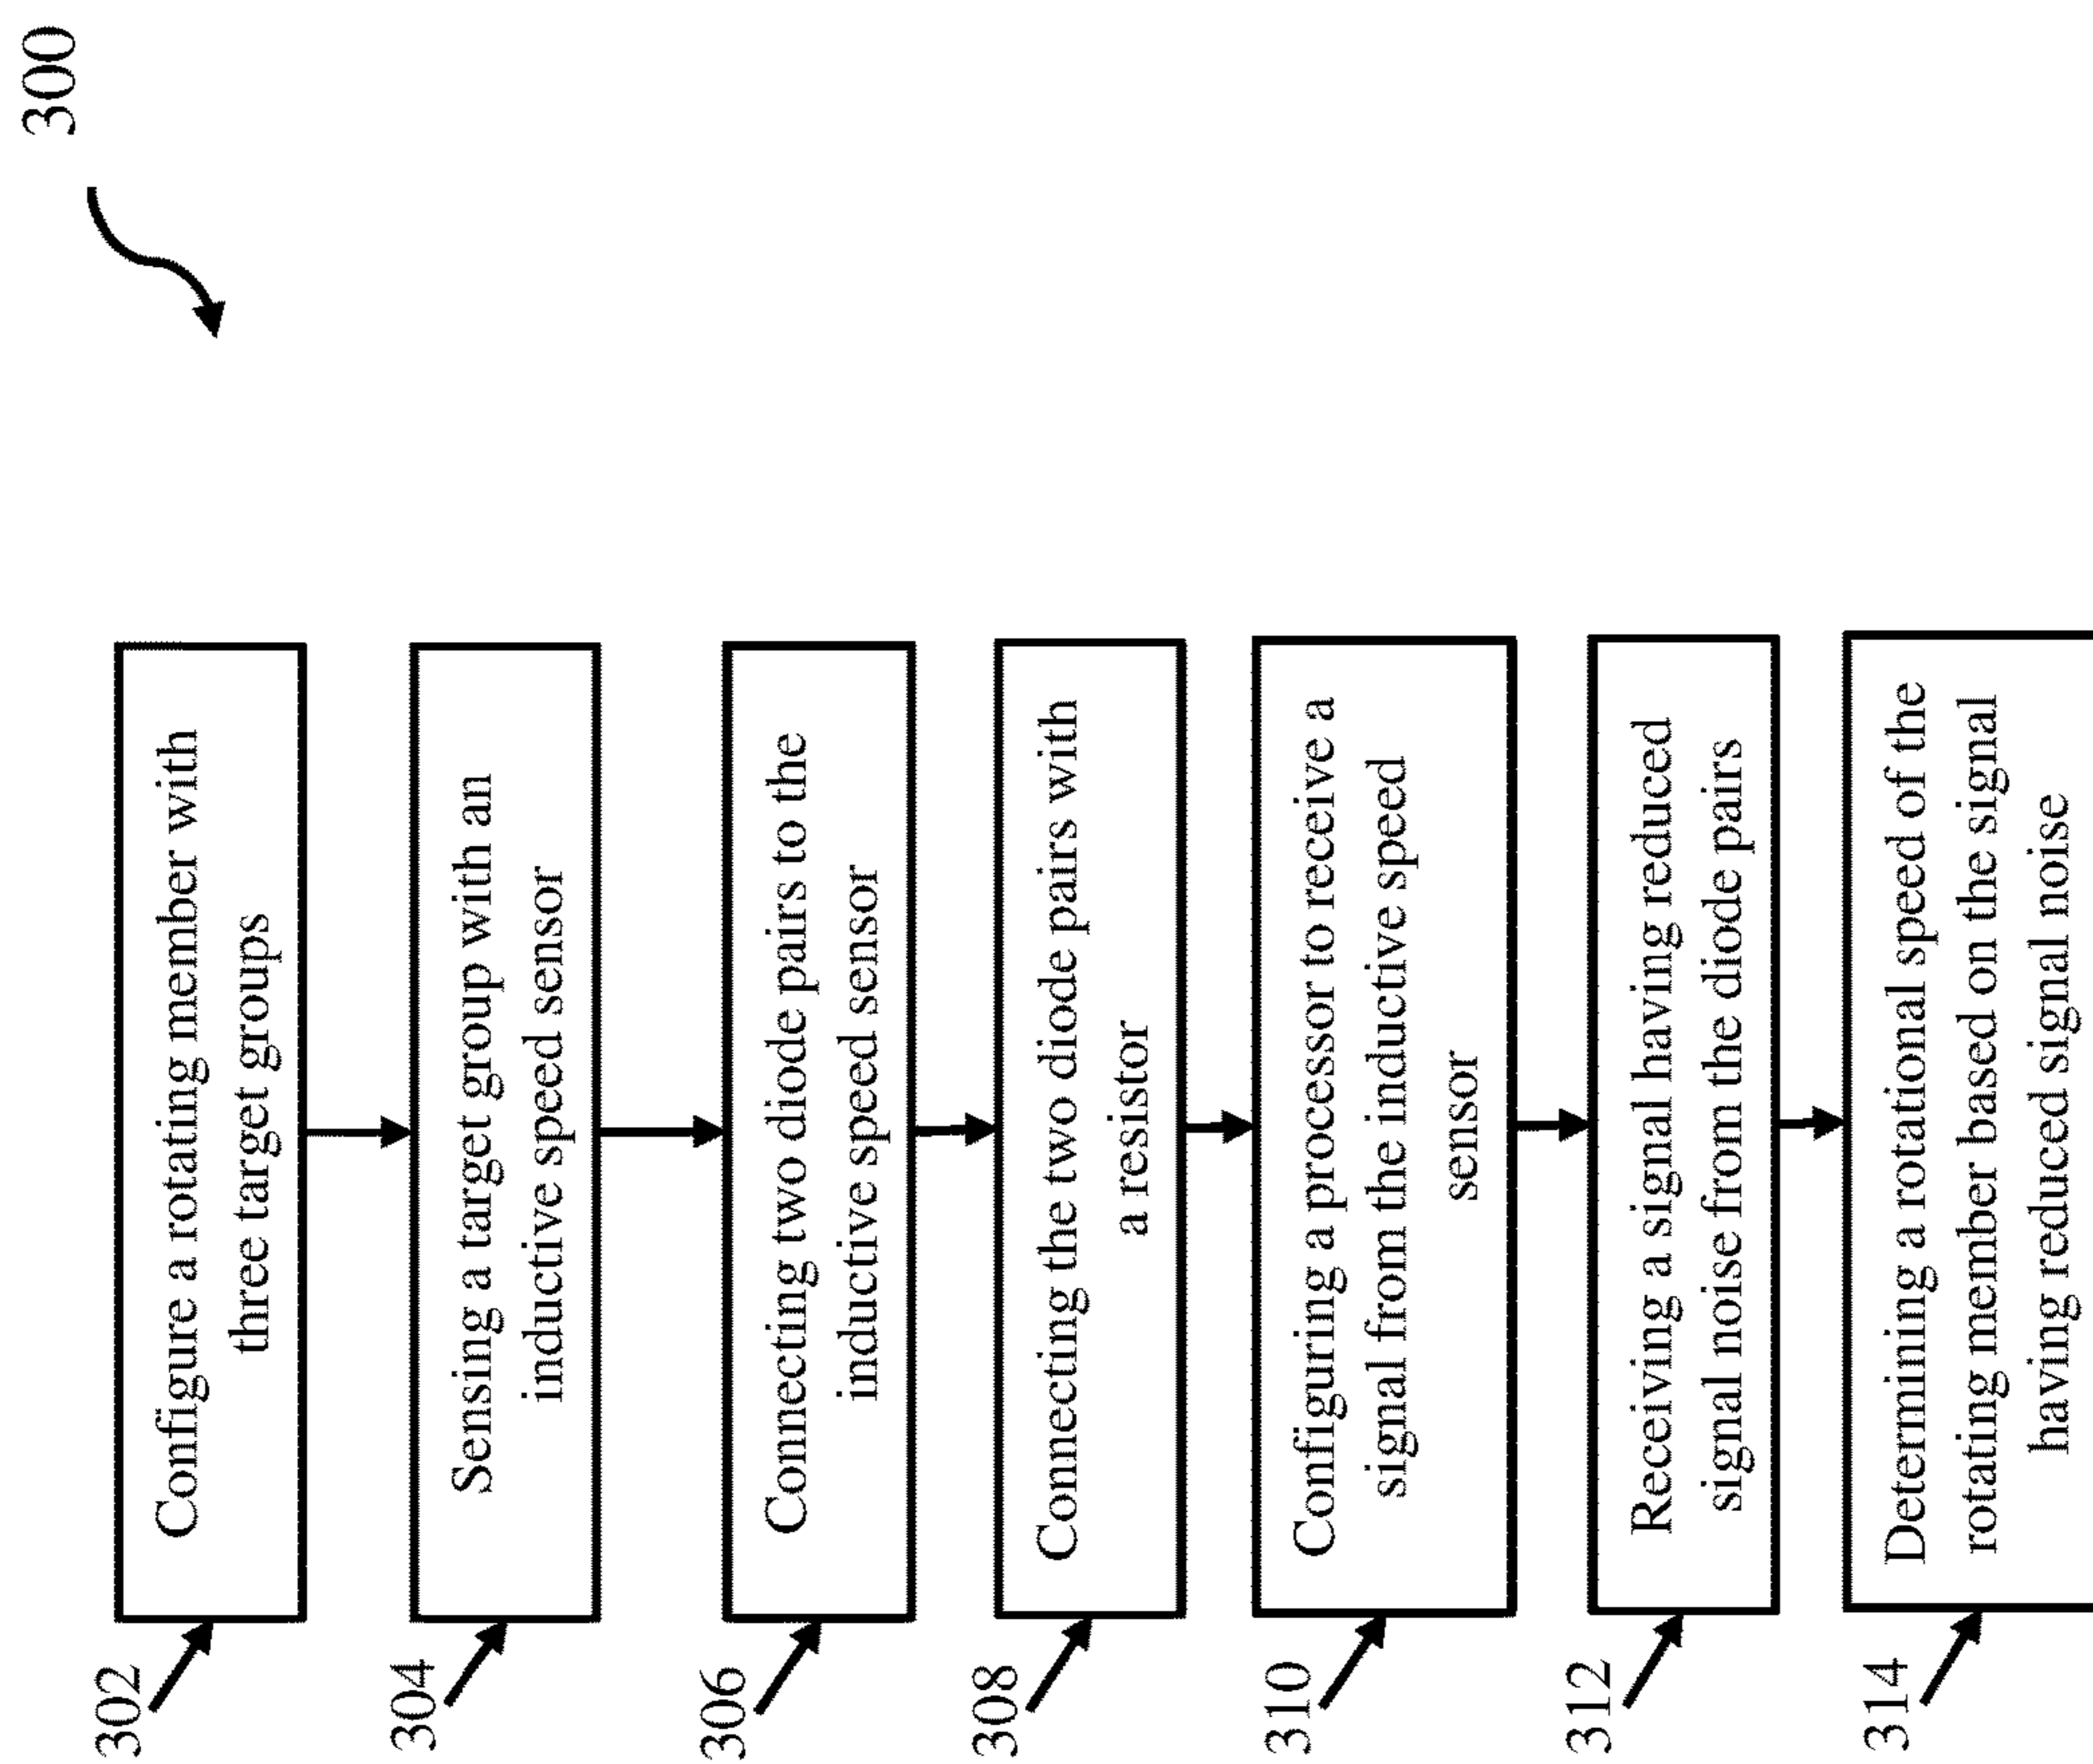 300
302
Configure a rotating member with
three target groups
304
Sensing a target group with an
inductive speed sensor
306
Connecting two diode pairs to the
inductive speed sensor
308
Connecting the two diode pairs with
a resistor
310
Configuring a processor to receive a
signal from the inductive speed
sensor
312
Receiving a signal having reduced
signal noise from the diode pairs
314
Determining a rotational speed of the
rotating member based on the signal
having reduced signal noise